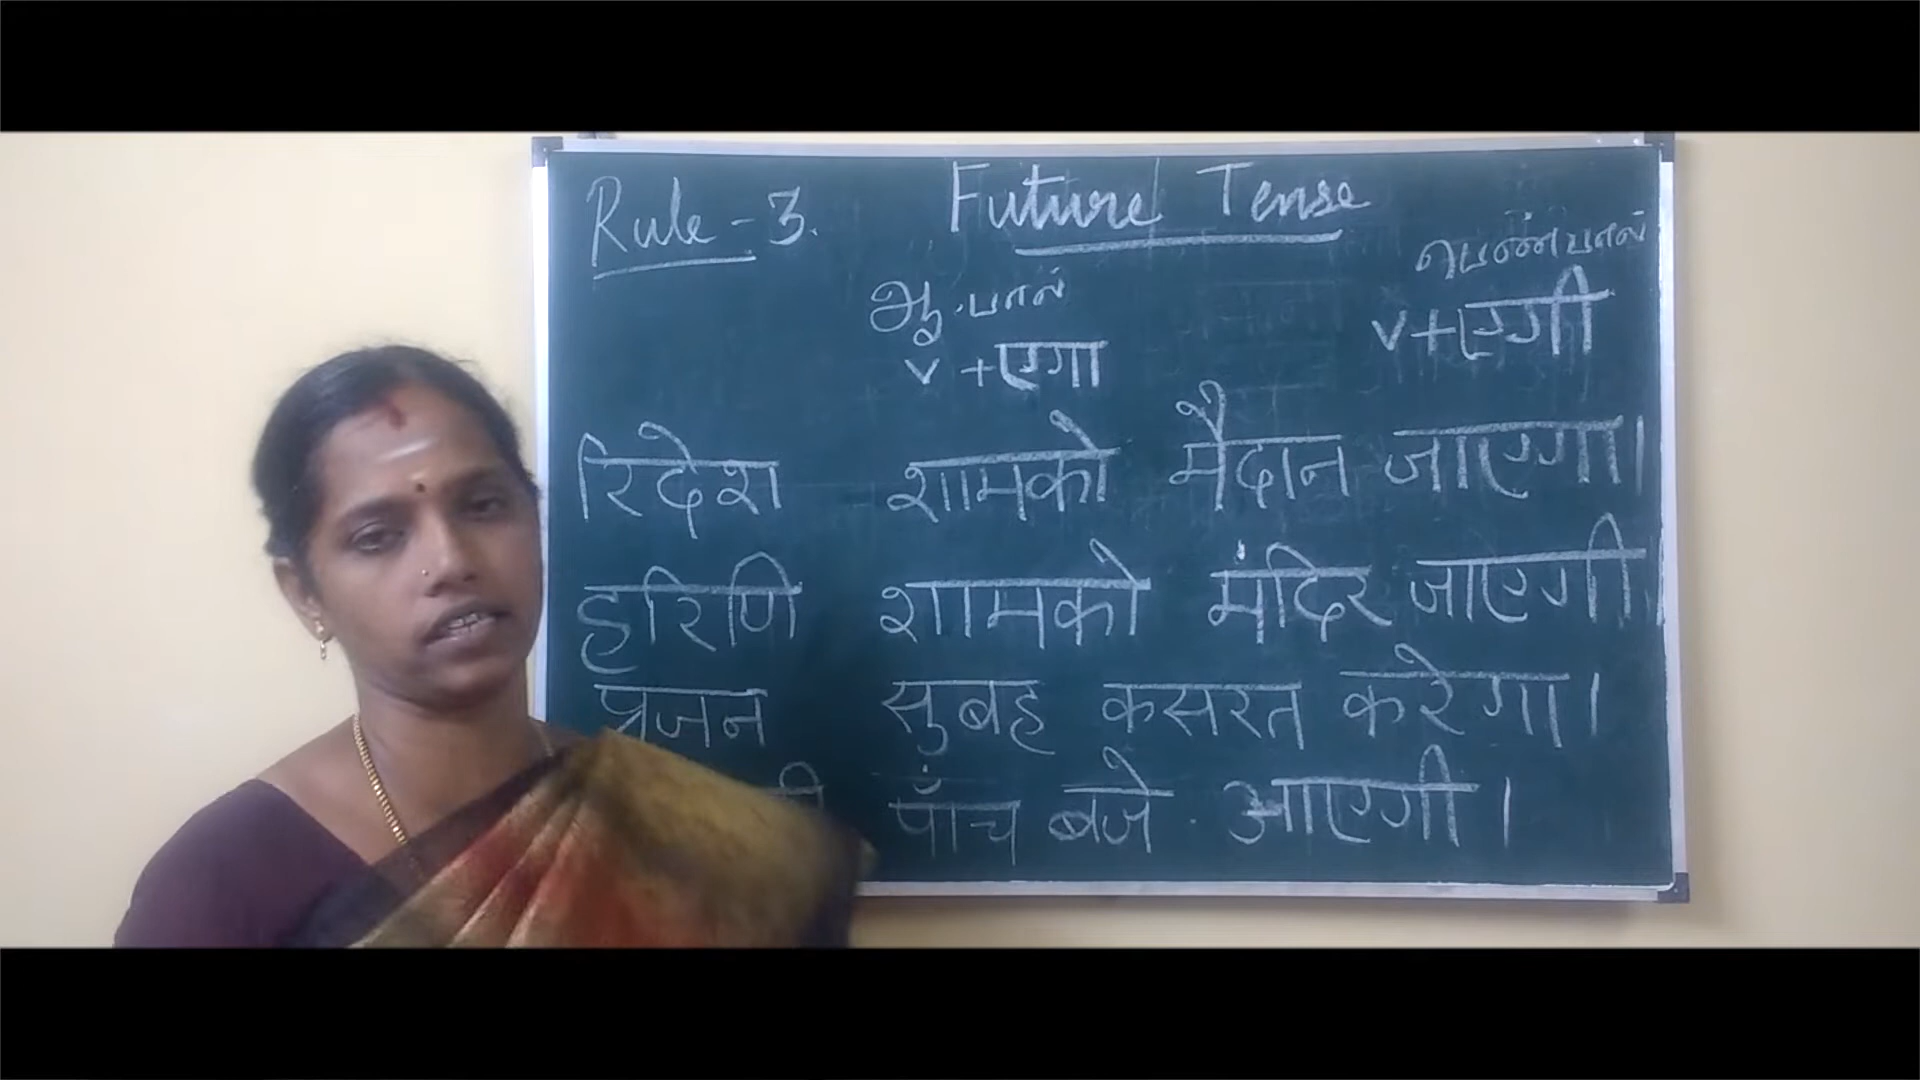 Rule-3. Future Tense
ஆ.பால் பெண்பால்
v+एगा v+एगी
रिदेश शामको मैदान जाएगा।
हरिणि शामको मंदिर जाएगी।
प्रजन सुबह कसरत करेगा।
पाँच बजे आएगी।